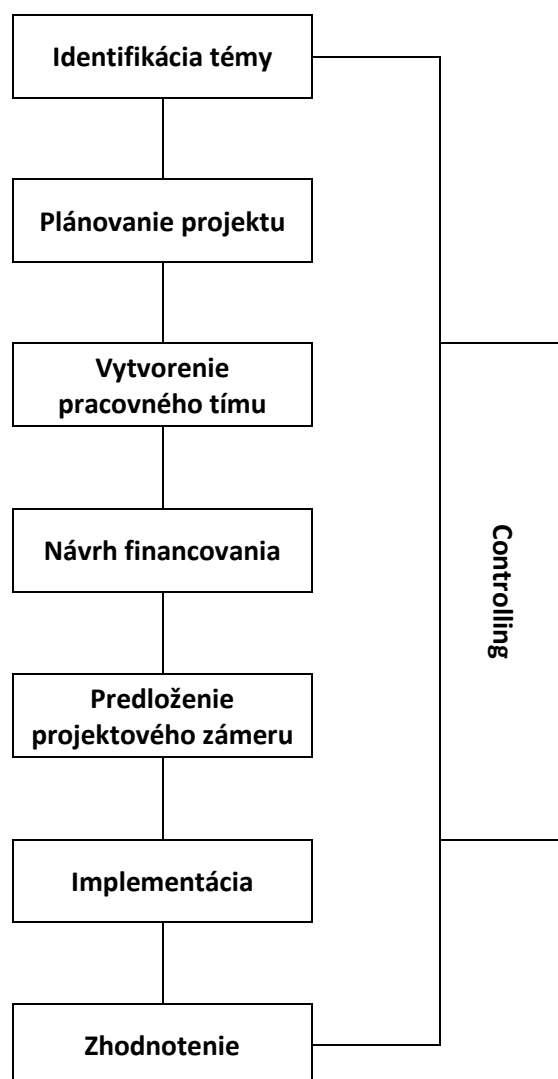 Identifikácia témy
Plánovanie projektu
Vytvorenie
pracovného tímu
Návrh financovania
Predloženie
projektového zámeru
Implementácia
Zhodnotenie
Controlling